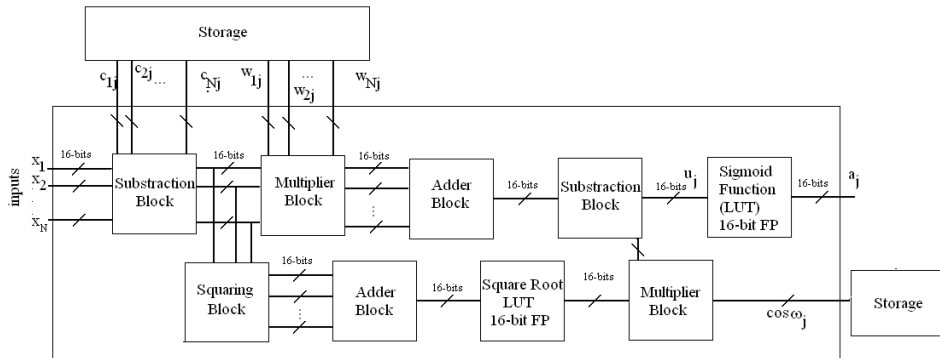 Storage
c1j c2j ... cNj w1j ... w2j wNj
inputs
x1 16-bits
x2
xN
Substraction Block
16-bits
Multiplier Block
16-bits
Adder Block
16-bits
Substraction Block
uj
16-bits
Sigmoid Function (LUT) 16-bit FP
16-bits
aj
Squaring Block
16-bits
Adder Block
16-bits
Square Root LUT 16-bit FP
16-bits
Multiplier Block
cosωj
Storage